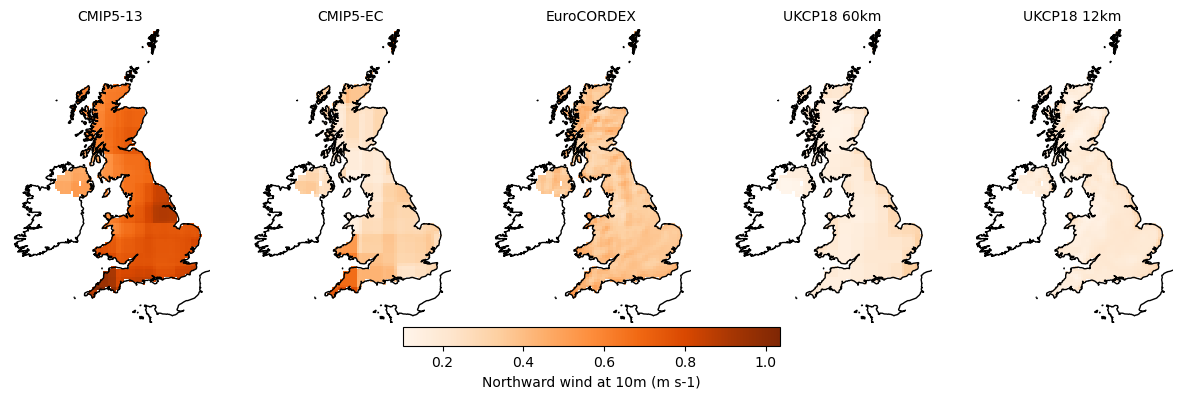 CMIP5-13
CMIP5-EC
EuroCORDEX
UKCP18 60km
UKCP18 12km
0.2
0.4
0.6
0.8
1.0
Northward wind at 10m (m s-1)